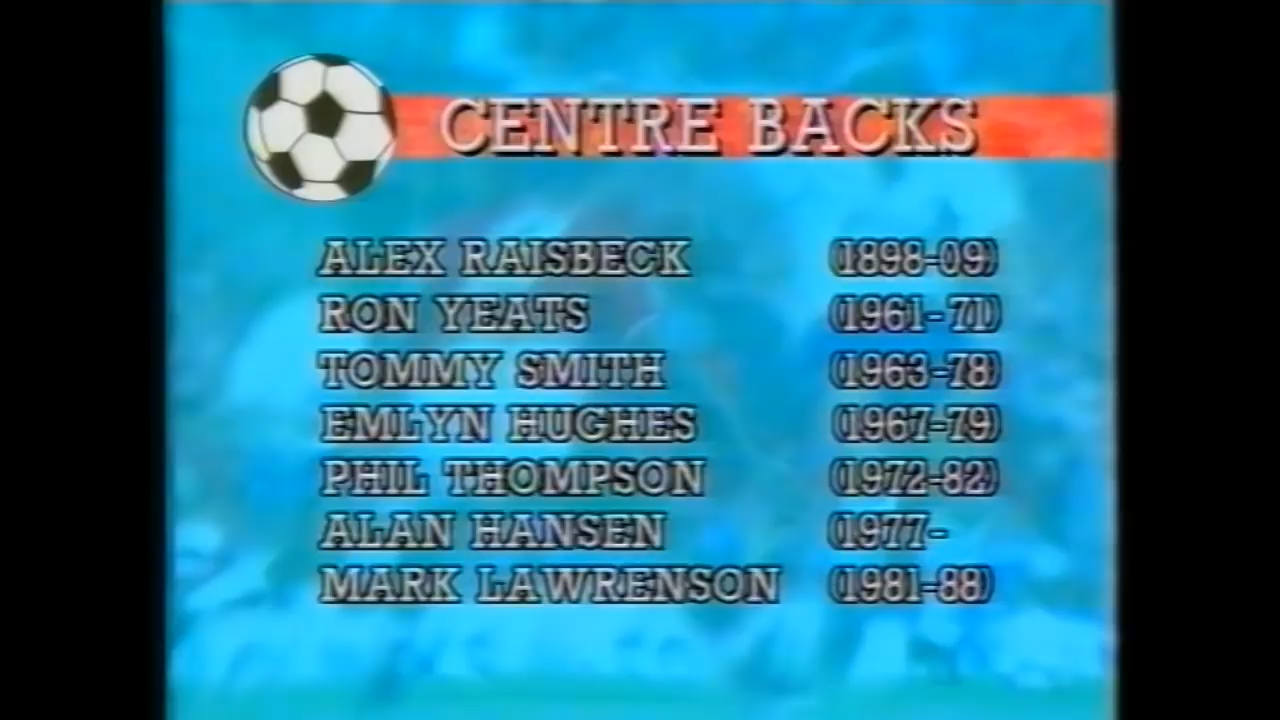 CENTRE BACKS
ALEX RAISBECK (1898-09)
RON YEATS (1961-71)
TOMMY SMITH (1963-78)
EMLYN HUGHES (1967-79)
PHIL THOMPSON (1972-82)
ALAN HANSEN (1977-
MARK LAWRENSON (1981-88)